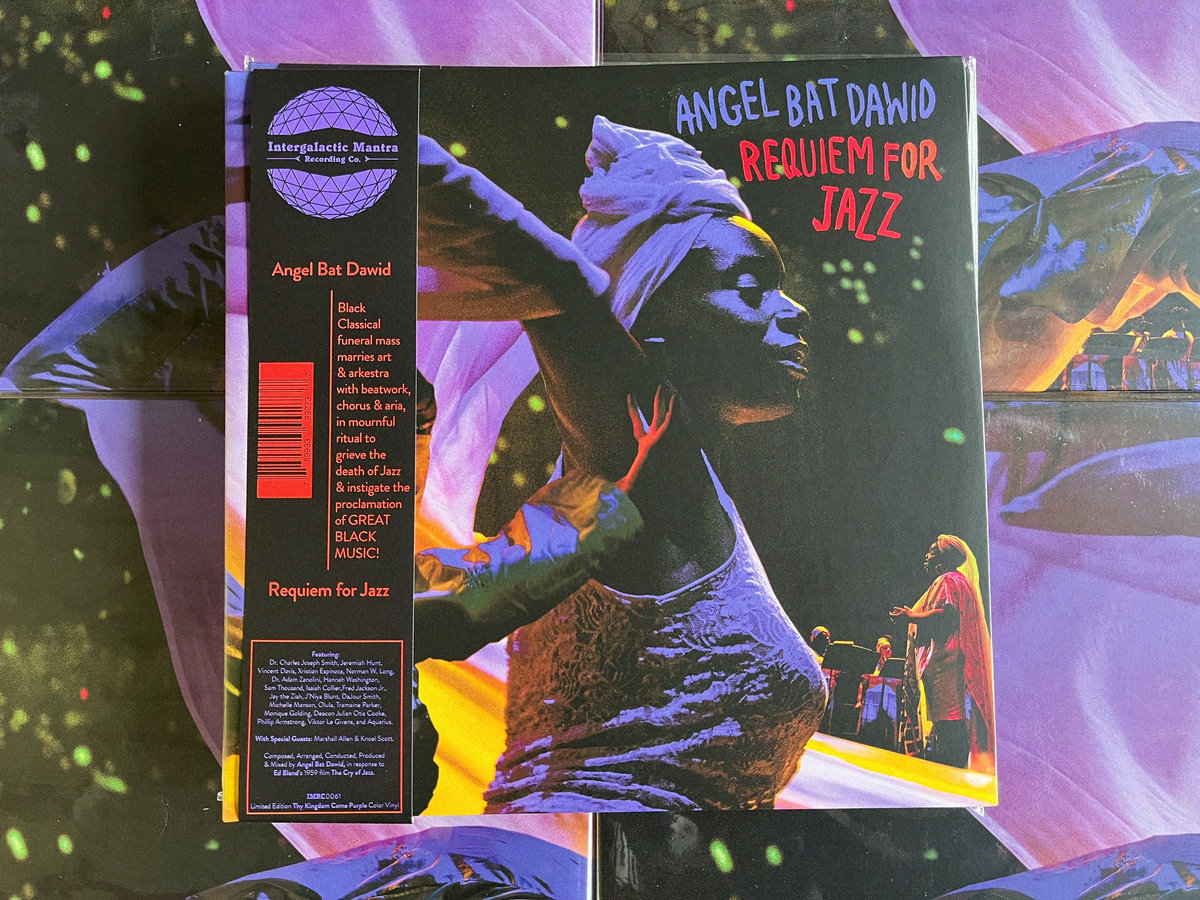 Intergalactic Mantra
Recording Co.
Angel Bat Dawid
Black
Classical
funeral mass
marries art
& arkestra
with beatwork,
chorus & aria,
in mournful
ritual to
grieve the
death of Jazz
& instigate the
proclamation
of GREAT
BLACK
MUSIC!
Requiem for Jazz
Featuring:
Dr. Charles Joseph Smith, Jeremiah Hunt,
Vincent Davis, Xristian Espinoza, Norman W. Long,
Dr. Adam Zanolini, Hannah Washington,
Sam Thousand, Isaiah Collier, Fred Jackson Jr.,
Jay the Ziah, J'Niya Blunt, DaJour Smith,
Michelle Manson, Olula, Tramaine Parker,
Monique Golding, Deacon Julian Otis Cooke,
Phillip Armstrong, Viktor Le Givens, and Aquarius.
With Special Guests: Marshall Allen & Knoel Scott.
Composed, Arranged, Conducted, Produced
& Mixed by Angel Bat Dawid, in response to
Ed Bland's 1959 film The Cry of Jazz.
IMRC0061
Limited Edition Thy Kingdom Come Purple Color Vinyl
ANGEL BAT DAWID
REQUIEM FOR
JAZZ